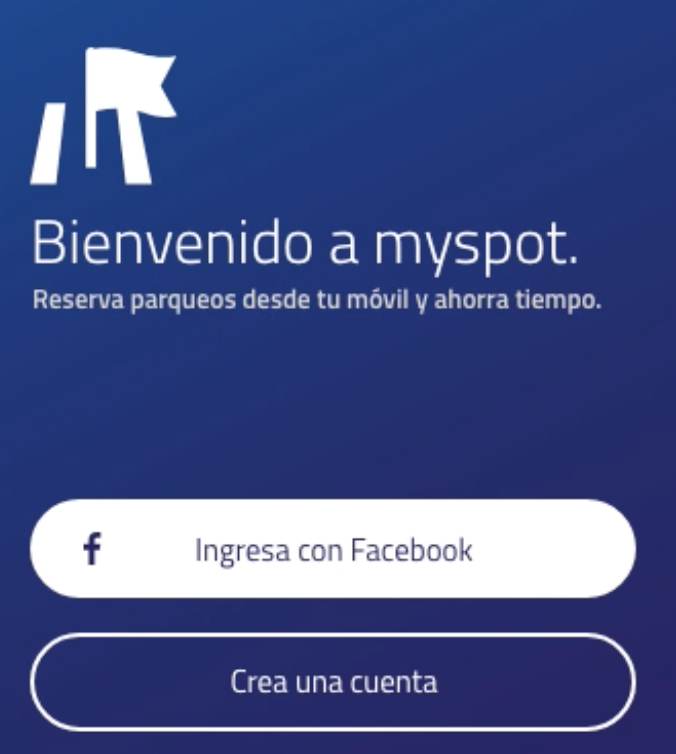 Bienvenido a myspot.
Reserva parqueos desde tu móvil y ahorra tiempo.
Ingresa con Facebook
Crea una cuenta